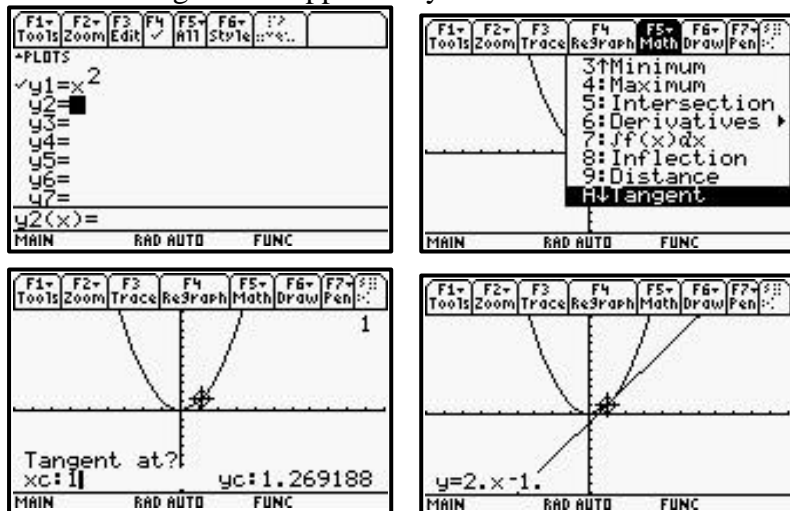 F1 Tools F2 Zoom F3 Edit F4 ✓ F5 All F6 Style
PLOTS
✓y1=x²
y2=
y3=
y4=
y5=
y6=
y7=
y2(x)=
MAIN RAD AUTO FUNC
F1 Tools F2 Zoom F3 Trace F4 ReGraph F5 Math F6 Draw F7 Pen
3↑Minimum
4:Maximum
5:Intersection
6:Derivatives ▸
7:∫f(x)dx
8:Inflection
9:Distance
A↓Tangent
MAIN RAD AUTO FUNC
F1 Tools F2 Zoom F3 Trace F4 ReGraph F5 Math F6 Draw F7 Pen
1
Tangent at?
xc:1 yc:1.269188
MAIN RAD AUTO FUNC
F1 Tools F2 Zoom F3 Trace F4 ReGraph F5 Math F6 Draw F7 Pen
y=2.x-1.
MAIN RAD AUTO FUNC